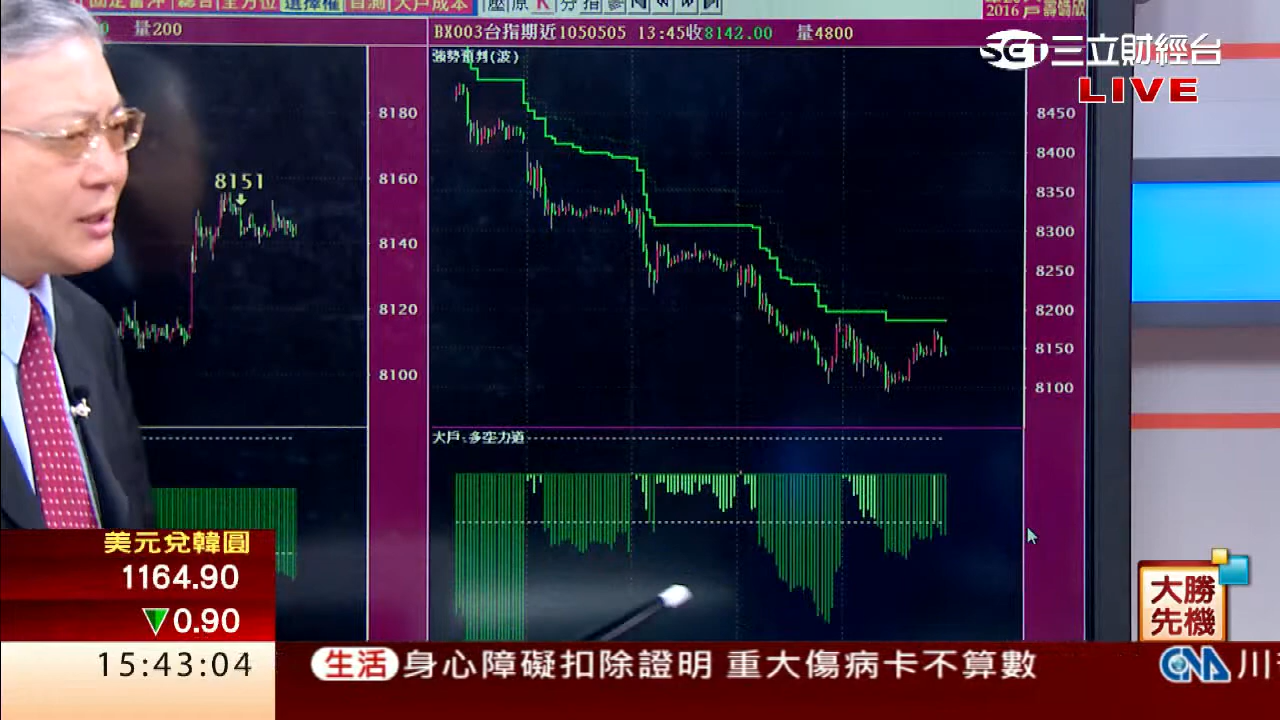 量200
BX003台指期近1050505 13:45收8142.00 量4800
2016
強勢預判(波)
SET三立財經台
LIVE
8180
8160
8151
8140
8120
8100
8450
8400
8350
8300
8250
8200
8150
8100
大戶-多空力道
美元兌韓圓
1164.90
▼0.90
15:43:04
大勝
先機
生活 身心障礙扣除證明 重大傷病卡不算數
CNA 川